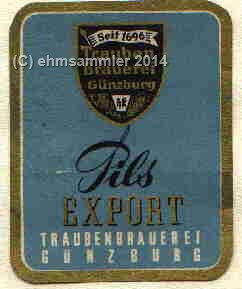 Seit 1696
(C) ehmsammler 2014
Trauben
Brauerei
Günzburg
Pils
EXPORT
TRAUBENBRAUEREI
GÜNZBURG